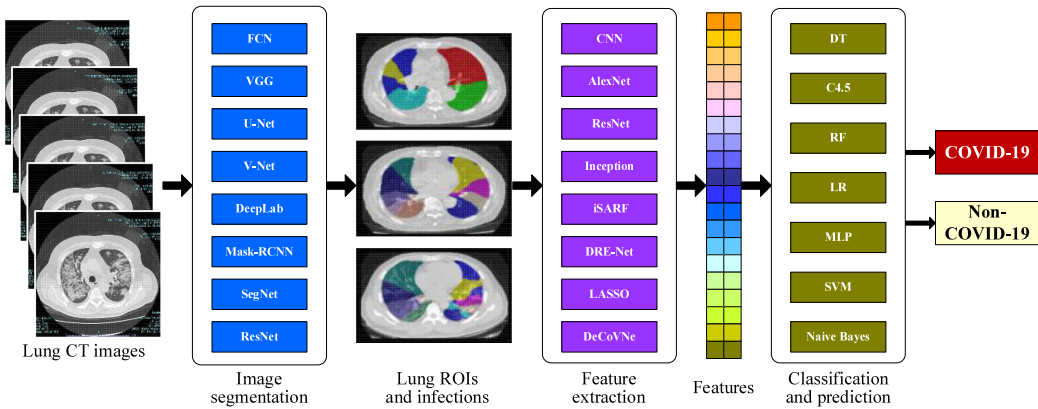 Lung CT images
FCN
VGG
U-Net
V-Net
DeepLab
Mask-RCNN
SegNet
ResNet
Image
segmentation
Lung ROIs
and infections
CNN
AlexNet
ResNet
Inception
iSARF
DRE-Net
LASSO
DeCoVNe
Feature
extraction
Features
DT
C4.5
RF
LR
MLP
SVM
Naive Bayes
Classification
and prediction
COVID-19
Non-
COVID-19